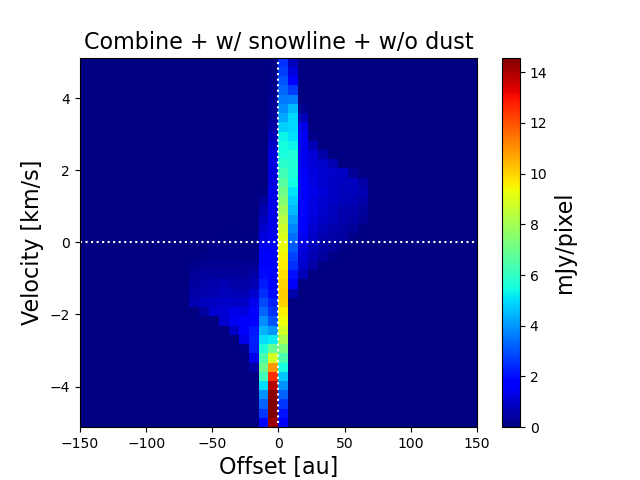 Combine + w/ snowline + w/o dust
4
2
0
−2
−4
Velocity [km/s]
−150 −100 −50 0 50 100 150
Offset [au]
14
12
10
8
6
4
2
0
mJy/pixel